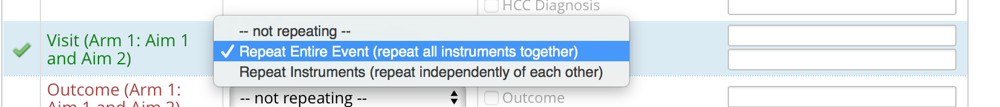 HCC Diagnosis
Visit (Arm 1: Aim 1
and Aim 2)
-- not repeating --
Repeat Entire Event (repeat all instruments together)
Repeat Instruments (repeat independently of each other)
Outcome (Arm 1:
Aim 1 and Aim 2)
-- not repeating --
Outcome